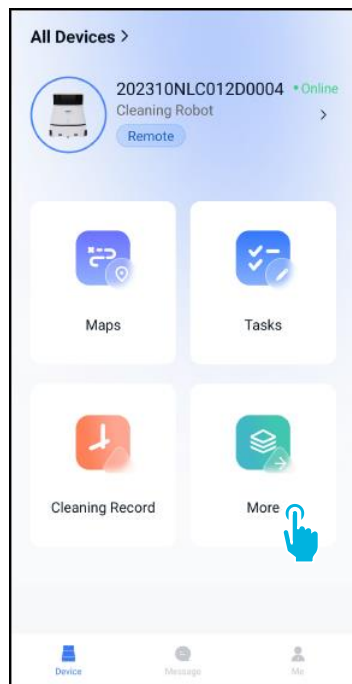 All Devices >
202310NLC012D0004 • Online
Cleaning Robot
Remote
Maps
Tasks
Cleaning Record
More
Device
Message
Me